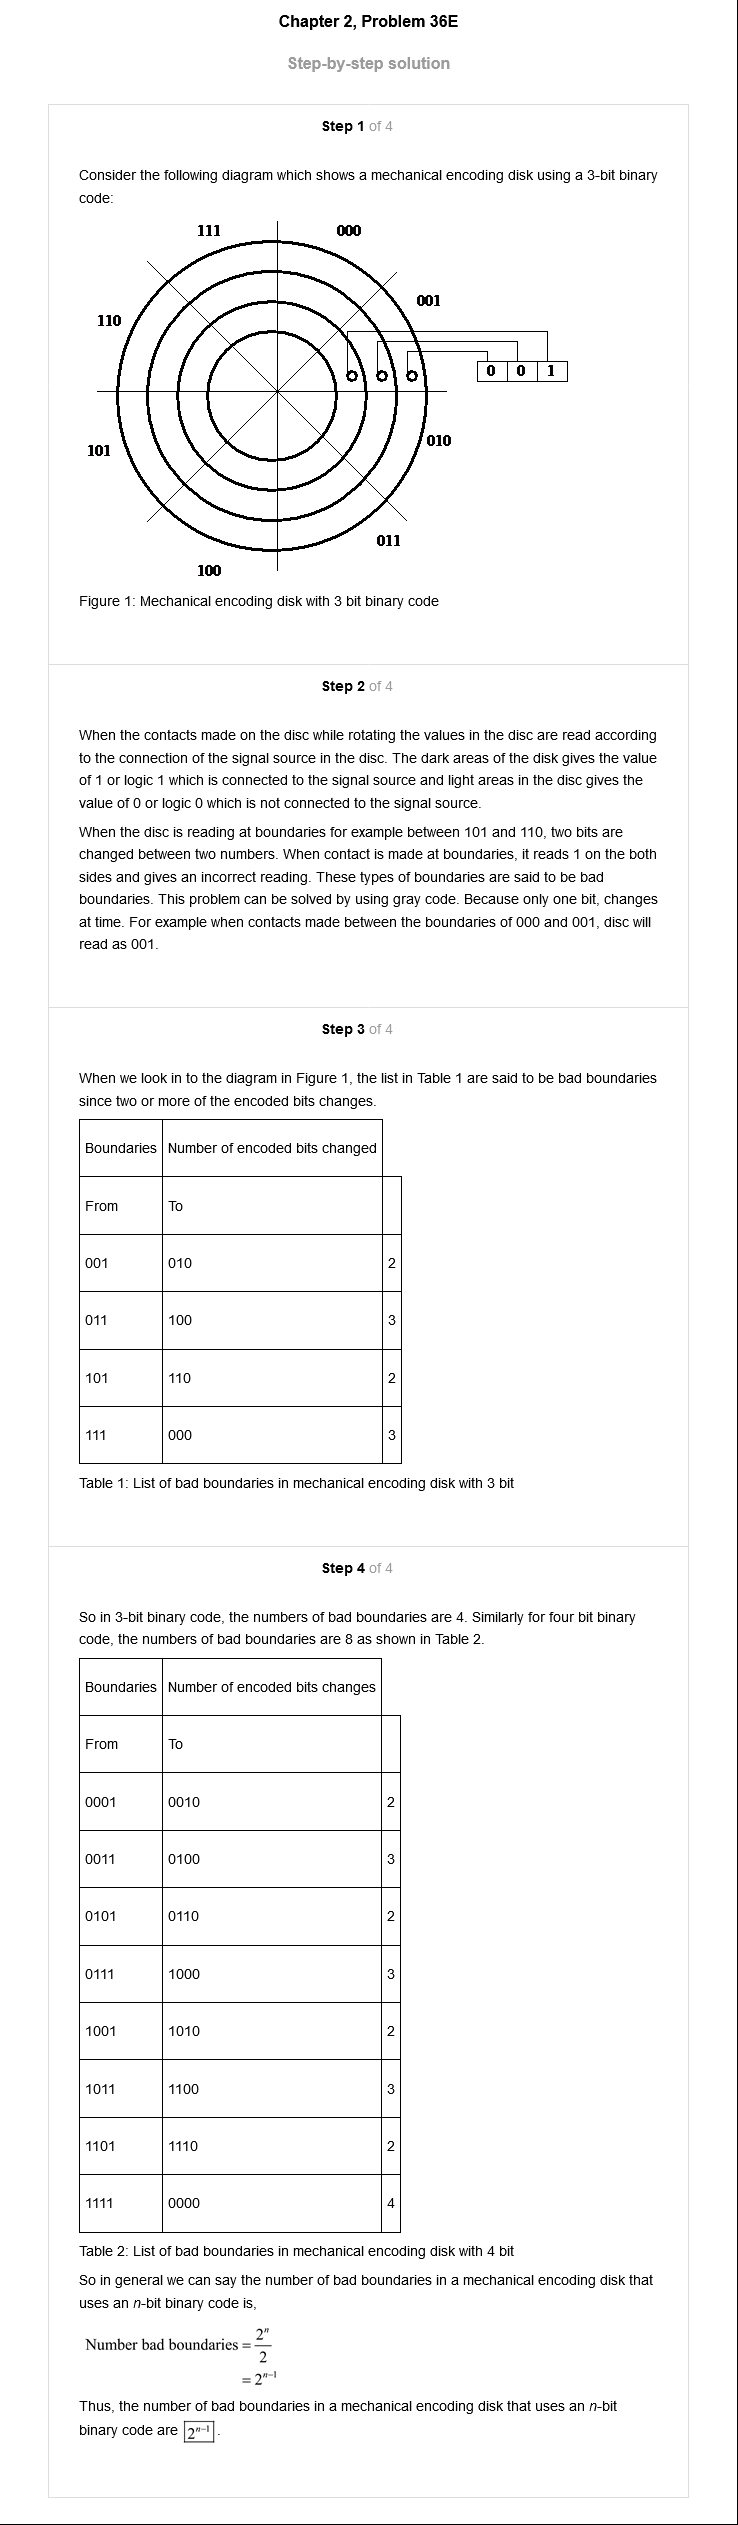 Chapter 2, Problem 36E
Step-by-step solution
Step 1 of 4
Consider the following diagram which shows a mechanical encoding disk using a 3-bit binary
code:
111
000
110
001
0 0 1
101
010
011
100
Figure 1: Mechanical encoding disk with 3 bit binary code
Step 2 of 4
When the contacts made on the disc while rotating the values in the disc are read according
to the connection of the signal source in the disc. The dark areas of the disk gives the value
of 1 or logic 1 which is connected to the signal source and light areas in the disc gives the
value of 0 or logic 0 which is not connected to the signal source.
When the disc is reading at boundaries for example between 101 and 110, two bits are
changed between two numbers. When contact is made at boundaries, it reads 1 on the both
sides and gives an incorrect reading. These types of boundaries are said to be bad
boundaries. This problem can be solved by using gray code. Because only one bit, changes
at time. For example when contacts made between the boundaries of 000 and 001, disc will
read as 001.
Step 3 of 4
When we look in to the diagram in Figure 1, the list in Table 1 are said to be bad boundaries
since two or more of the encoded bits changes.
Boundaries Number of encoded bits changed
From To
001 010 2
011 100 3
101 110 2
111 000 3
Table 1: List of bad boundaries in mechanical encoding disk with 3 bit
Step 4 of 4
So in 3-bit binary code, the numbers of bad boundaries are 4. Similarly for four bit binary
code, the numbers of bad boundaries are 8 as shown in Table 2.
Boundaries Number of encoded bits changes
From To
0001 0010 2
0011 0100 3
0101 0110 2
0111 1000 3
1001 1010 2
1011 1100 3
1101 1110 2
1111 0000 4
Table 2: List of bad boundaries in mechanical encoding disk with 4 bit
So in general we can say the number of bad boundaries in a mechanical encoding disk that
uses an n-bit binary code is,
Number bad boundaries = 2ⁿ/2
= 2ⁿ⁻¹
Thus, the number of bad boundaries in a mechanical encoding disk that uses an n-bit
binary code are 2ⁿ⁻¹.